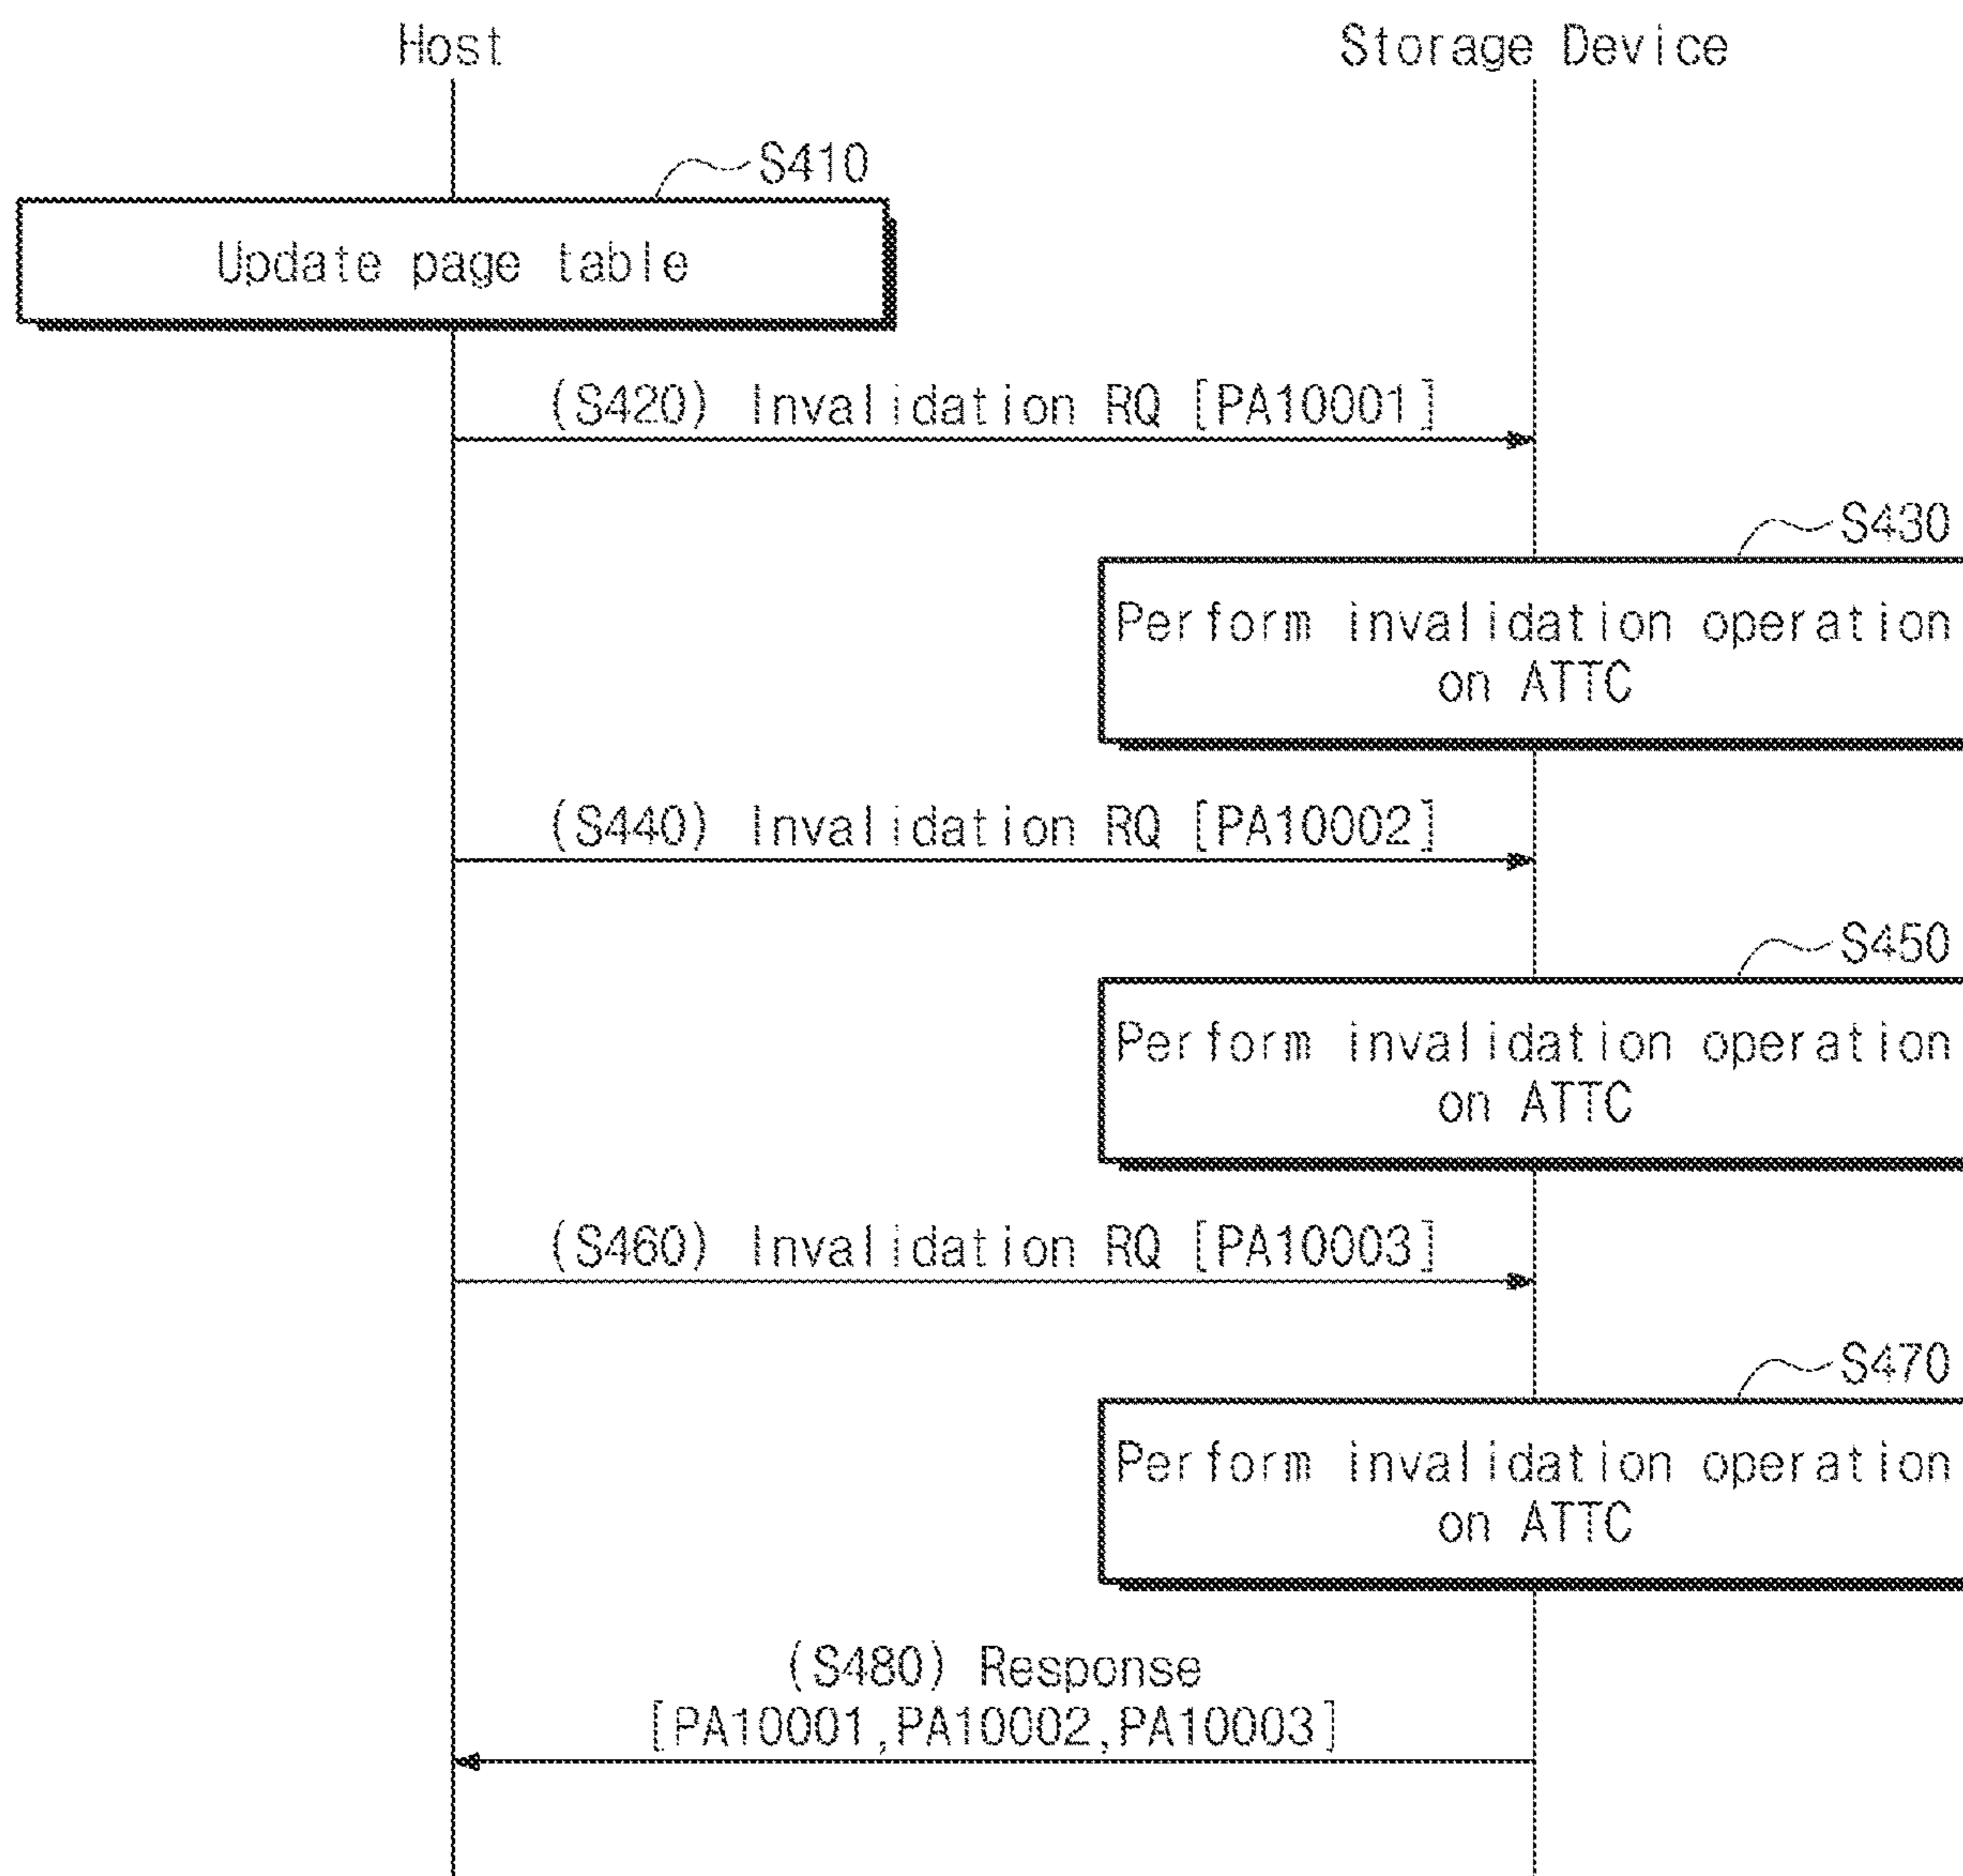 Host
Storage Device
S410
Update page table
(S420) Invalidation RQ [PA10001]
S430
Perform invalidation operation
on ATTC
(S440) Invalidation RQ [PA10002]
S450
Perform invalidation operation
on ATTC
(S460) Invalidation RQ [PA10003]
S470
Perform invalidation operation
on ATTC
(S480) Response
[PA10001,PA10002,PA10003]